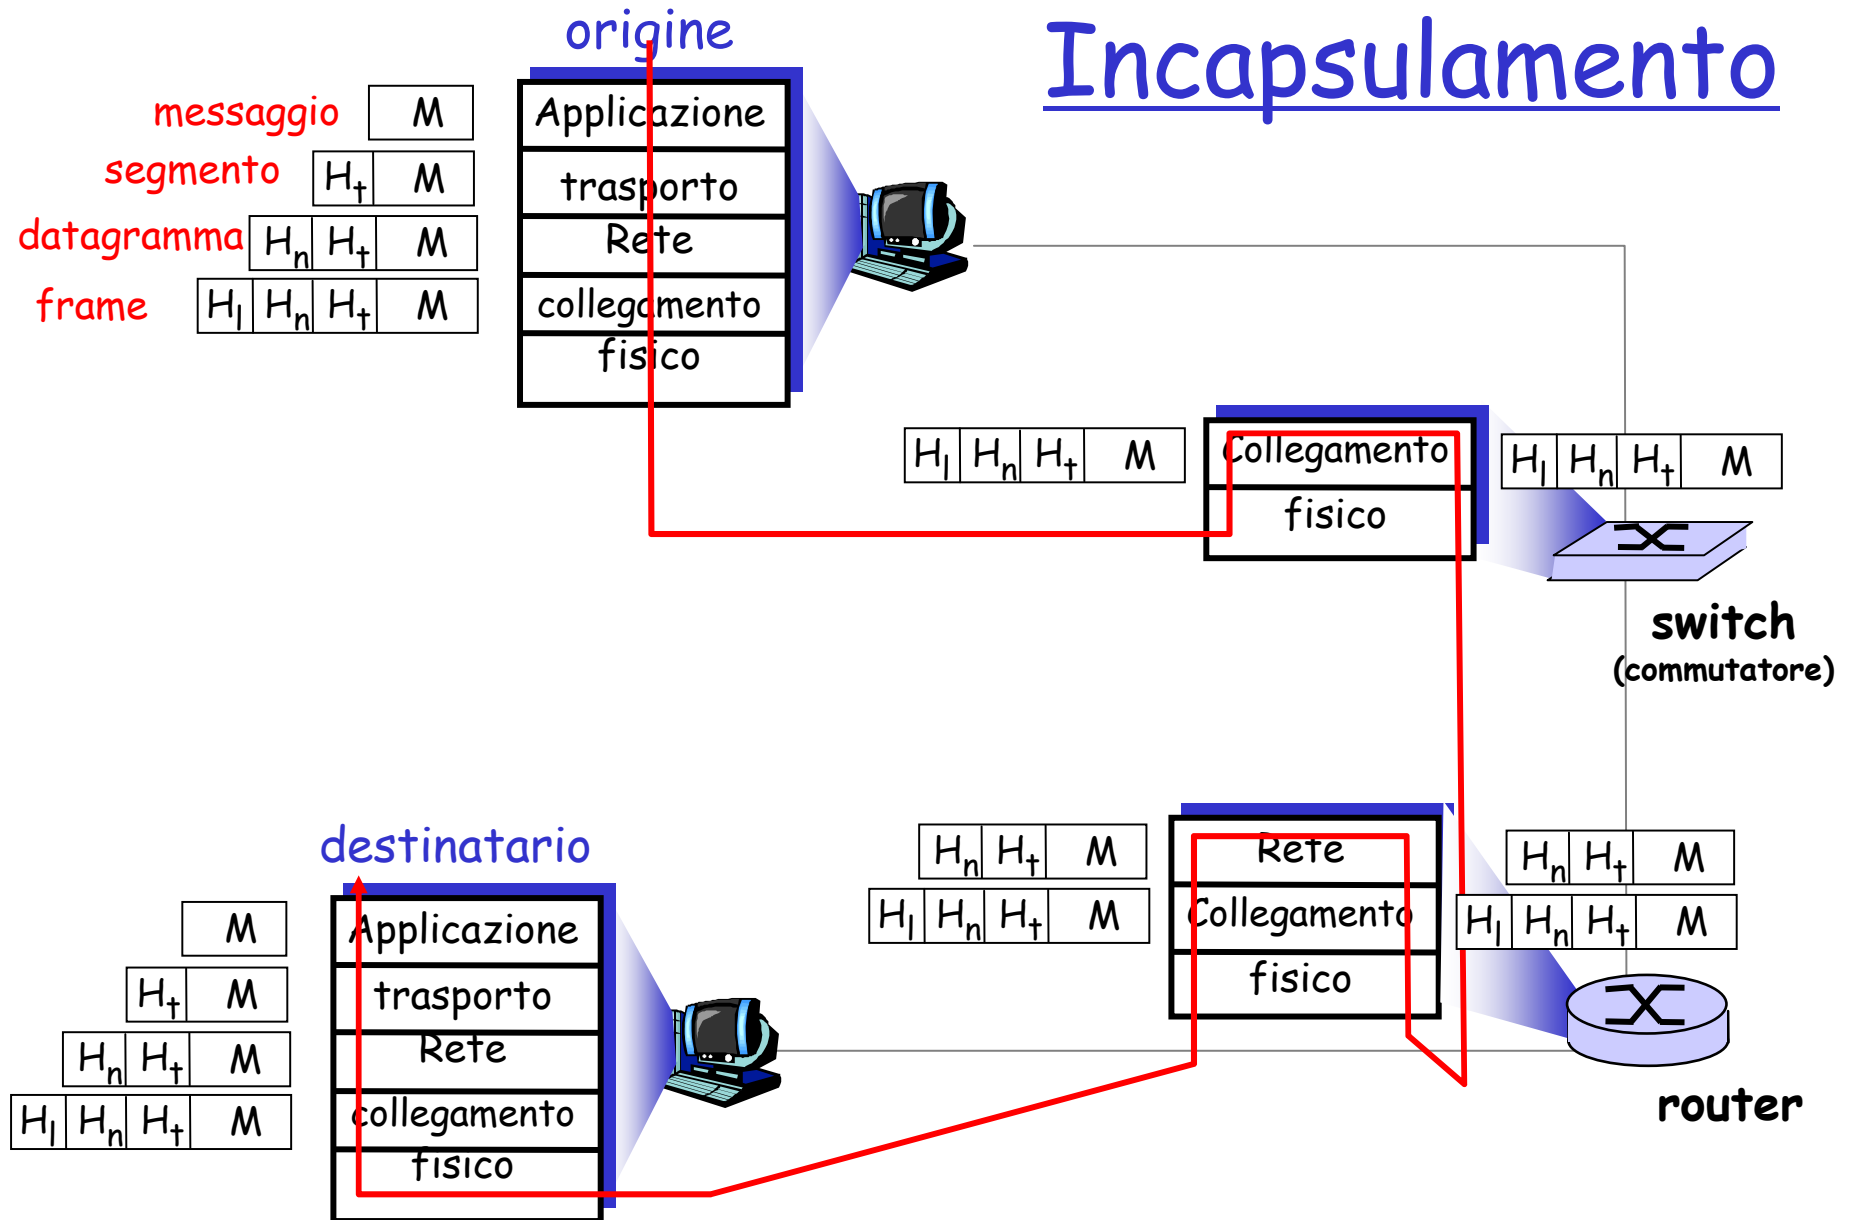 origine
Incapsulamento
messaggio M
segmento Ht M
datagramma Hn Ht M
frame Hl Hn Ht M
Applicazione
trasporto
Rete
collegamento
fisico
Hl Hn Ht M
Collegamento
fisico
Hl Hn Ht M
switch
(commutatore)
Hn Ht M
Hl Hn Ht M
Rete
Collegamento
fisico
Hn Ht M
Hl Hn Ht M
router
destinatario
M
Ht M
Hn Ht M
Hl Hn Ht M
Applicazione
trasporto
Rete
collegamento
fisico